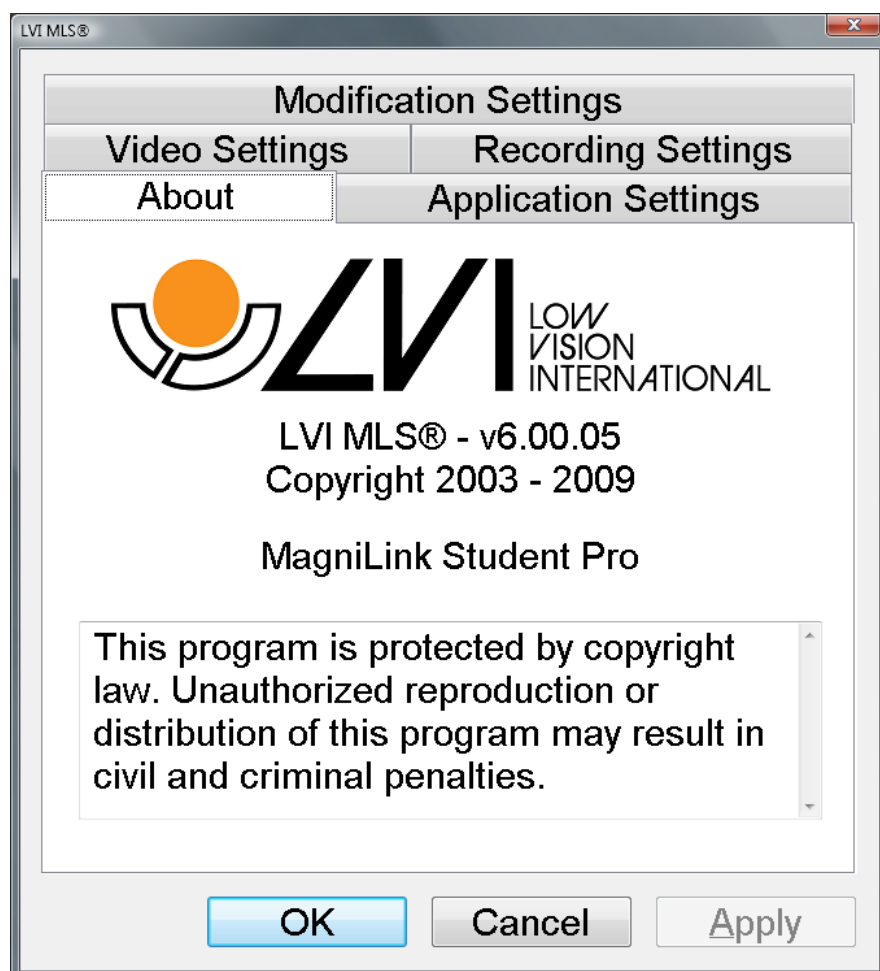 LVI MLS®
Modification Settings
Video Settings
Recording Settings
About
Application Settings
LVI
LOW
VISION
INTERNATIONAL
LVI MLS® - v6.00.05
Copyright 2003 - 2009
MagniLink Student Pro
This program is protected by copyright
law. Unauthorized reproduction or
distribution of this program may result in
civil and criminal penalties.
OK
Cancel
Apply